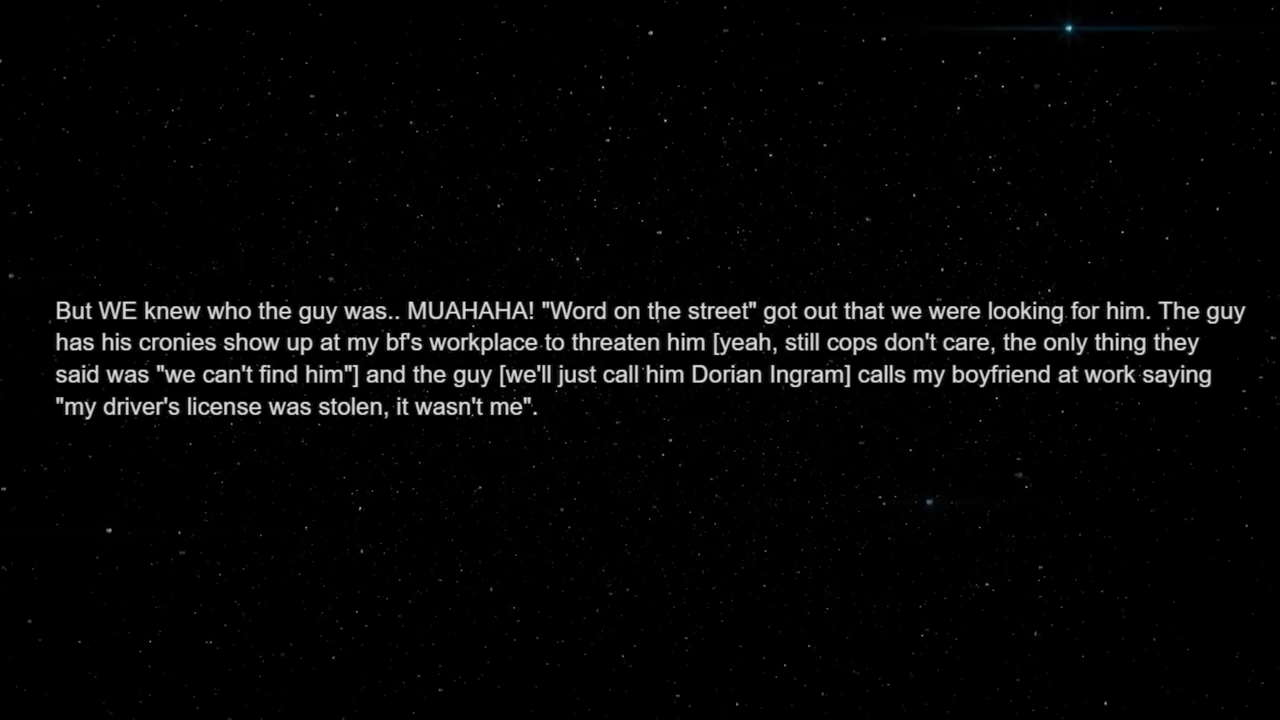 But WE knew who the guy was.. MUAHAHA! "Word on the street" got out that we were looking for him. The guy
has his cronies show up at my bf's workplace to threaten him [yeah, still cops don't care, the only thing they
said was "we can't find him"] and the guy [we'll just call him Dorian Ingram] calls my boyfriend at work saying
"my driver's license was stolen, it wasn't me".